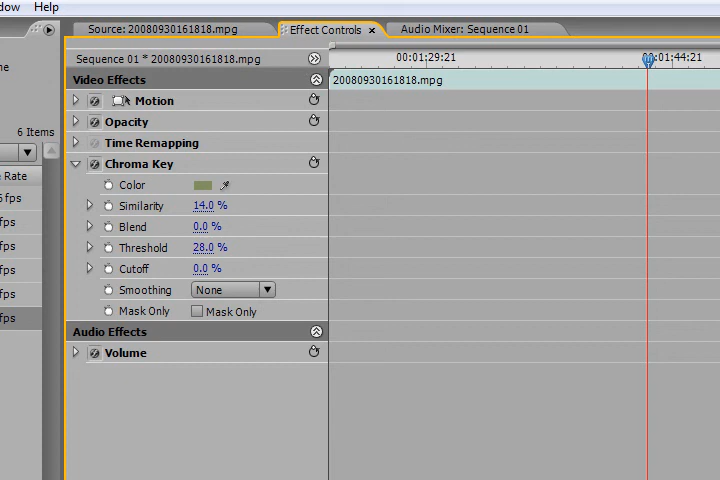 dow Help
Source: 20080930161818.mpg Effect Controls × Audio Mixer: Sequence 01
Sequence 01 * 20080930161818.mpg 00:01:29:21 00:01:44:21
ne
Video Effects 20080930161818.mpg
Motion
Opacity
6 Items
Time Remapping
Chroma Key
e Rate
Color
6 fps
Similarity 14.0 %
fps
Blend 0.0 %
fps
Threshold 28.0 %
fps
Cutoff 0.0 %
fps
Smoothing None
Mask Only Mask Only
fps
Audio Effects
Volume